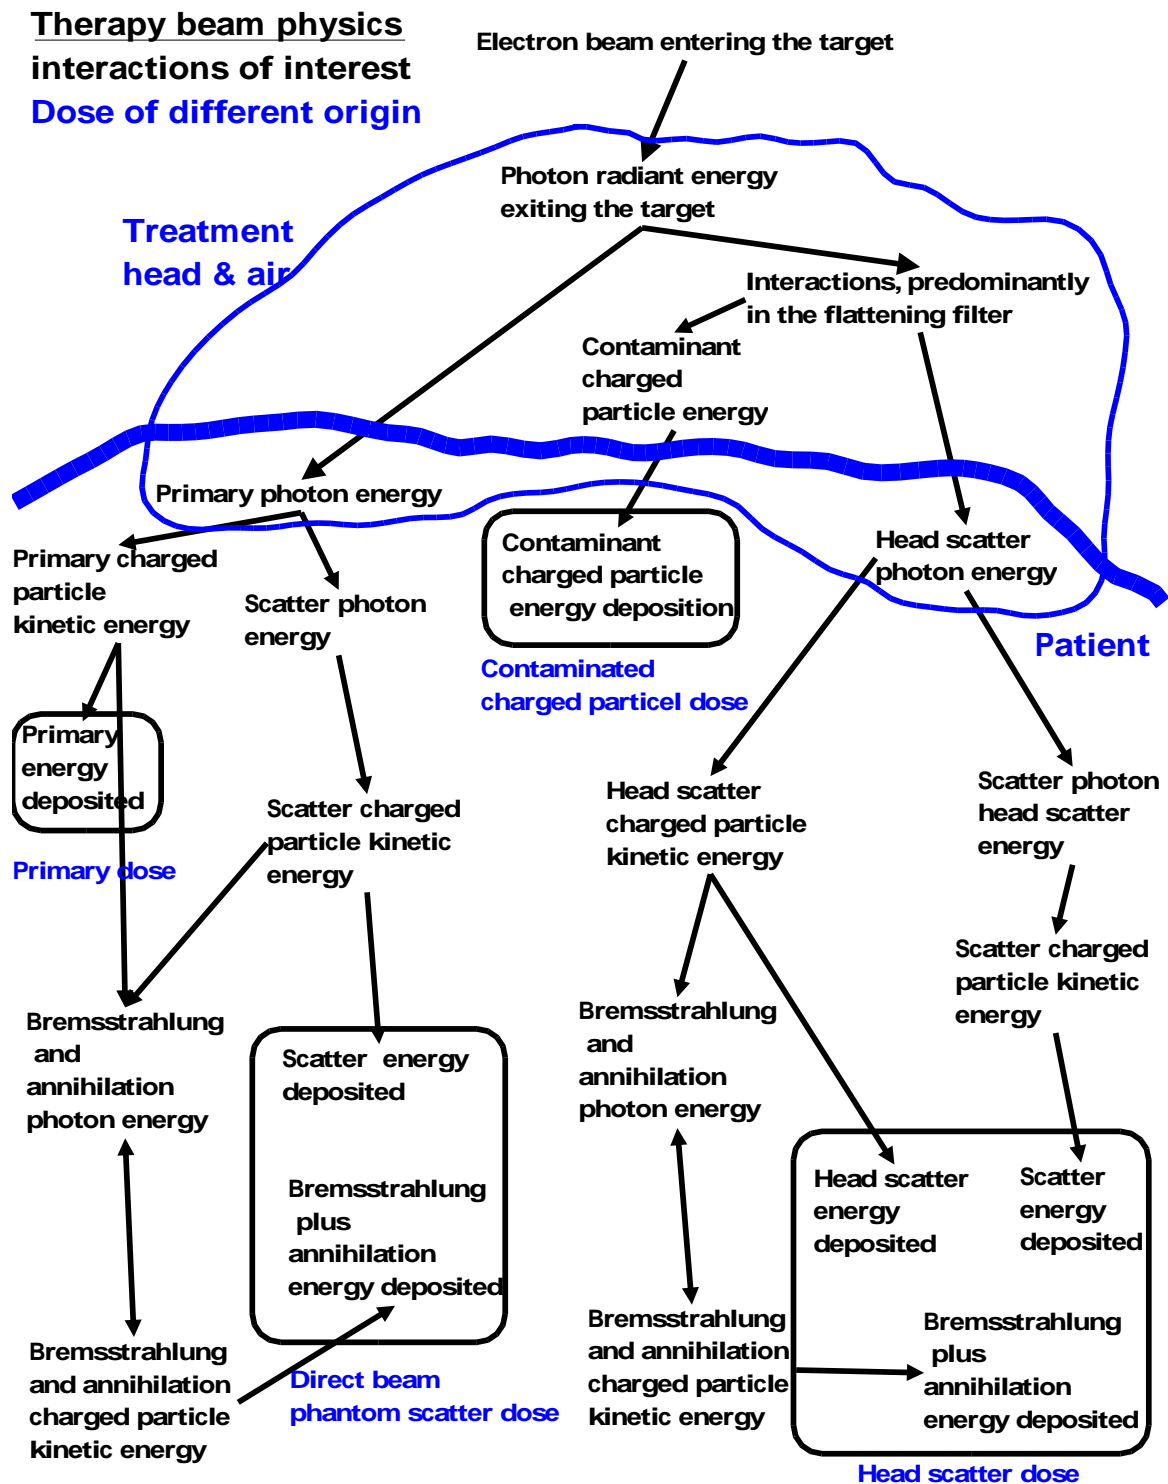 Therapy beam physics
interactions of interest
Dose of different origin
Electron beam entering the target
Photon radiant energy
exiting the target
Treatment
head & air
Interactions, predominantly
in the flattening filter
Contaminant
charged
particle energy
Primary photon energy
Primary charged
particle
kinetic energy
Scatter photon
energy
Contaminant
charged particle
energy deposition
Head scatter
photon energy
Patient
Contaminated
charged particel dose
Primary
energy
deposited
Primary dose
Scatter charged
particle kinetic
energy
Head scatter
charged particle
kinetic energy
Scatter photon
head scatter
energy
Scatter charged
particle kinetic
energy
Bremsstrahlung
and
annihilation
photon energy
Scatter energy
deposited
Bremsstrahlung
plus
annihilation
energy deposited
Bremsstrahlung
and
annihilation
photon energy
Head scatter
energy
deposited
Scatter
energy
deposited
Bremsstrahlung
and annihilation
charged particle
kinetic energy
Direct beam
phantom scatter dose
Bremsstrahlung
and annihilation
charged particle
kinetic energy
Bremsstrahlung
plus
annihilation
energy deposited
Head scatter dose